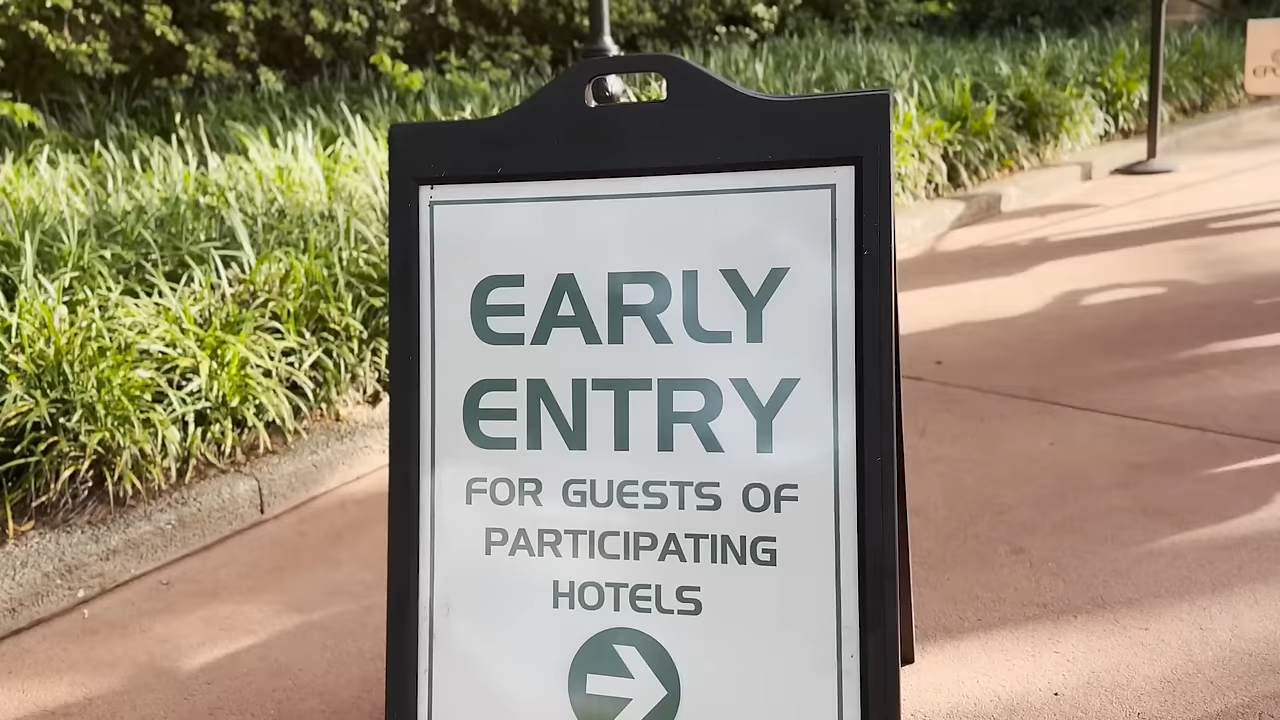 EARLY
ENTRY
FOR GUESTS OF
PARTICIPATING
HOTELS